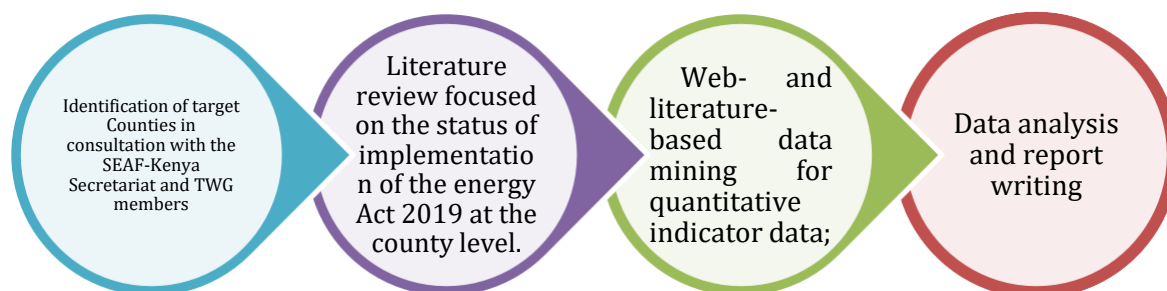 Identification of target
Counties in
consultation with the
SEAF-Kenya
Secretariat and TWG
members
Literature
review focused
on the status of
implementatio
n of the energy
Act 2019 at the
county level.
Web- and
literature-
based data
mining for
quantitative
indicator data;
Data analysis
and report
writing